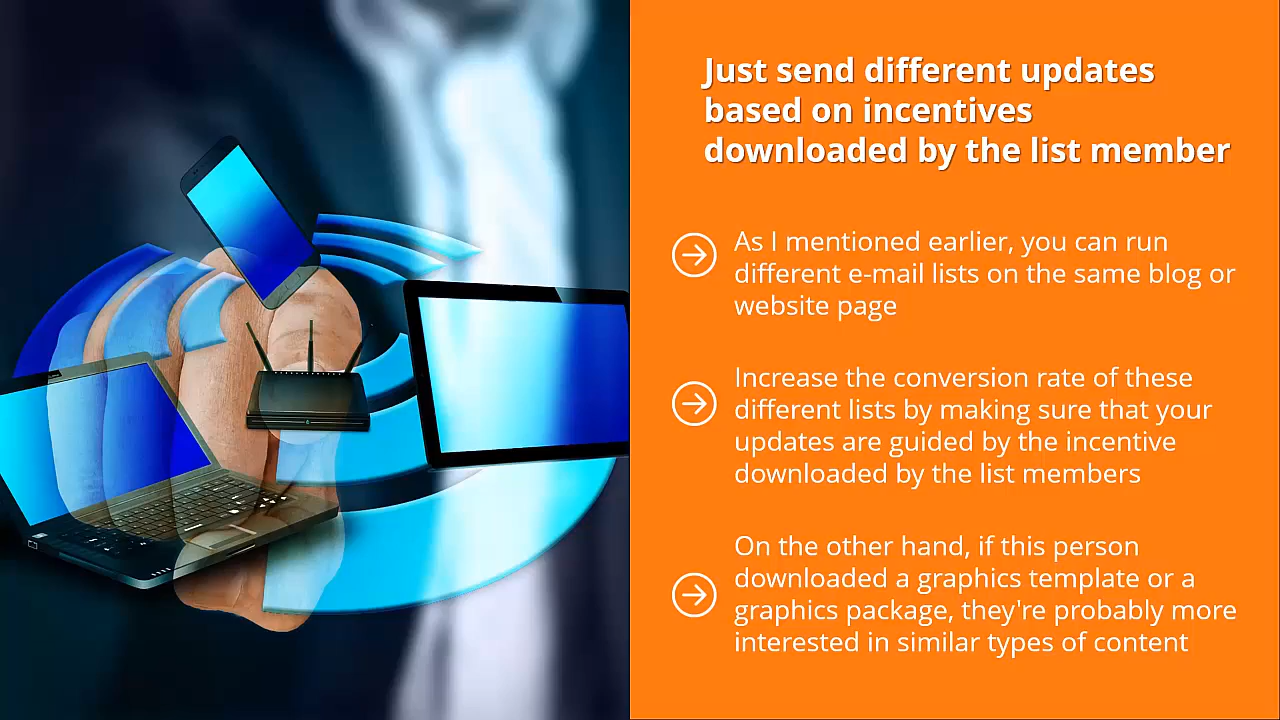 Just send different updates
based on incentives
downloaded by the list member
As I mentioned earlier, you can run
different e-mail lists on the same blog or
website page
Increase the conversion rate of these
different lists by making sure that your
updates are guided by the incentive
downloaded by the list members
On the other hand, if this person
downloaded a graphics template or a
graphics package, they're probably more
interested in similar types of content